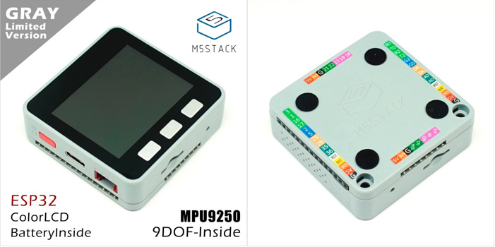 GRAY
Limited
Version
M5STACK
ESP32
ColorLCD
BatteryInside
MPU9250
9DOF-Inside